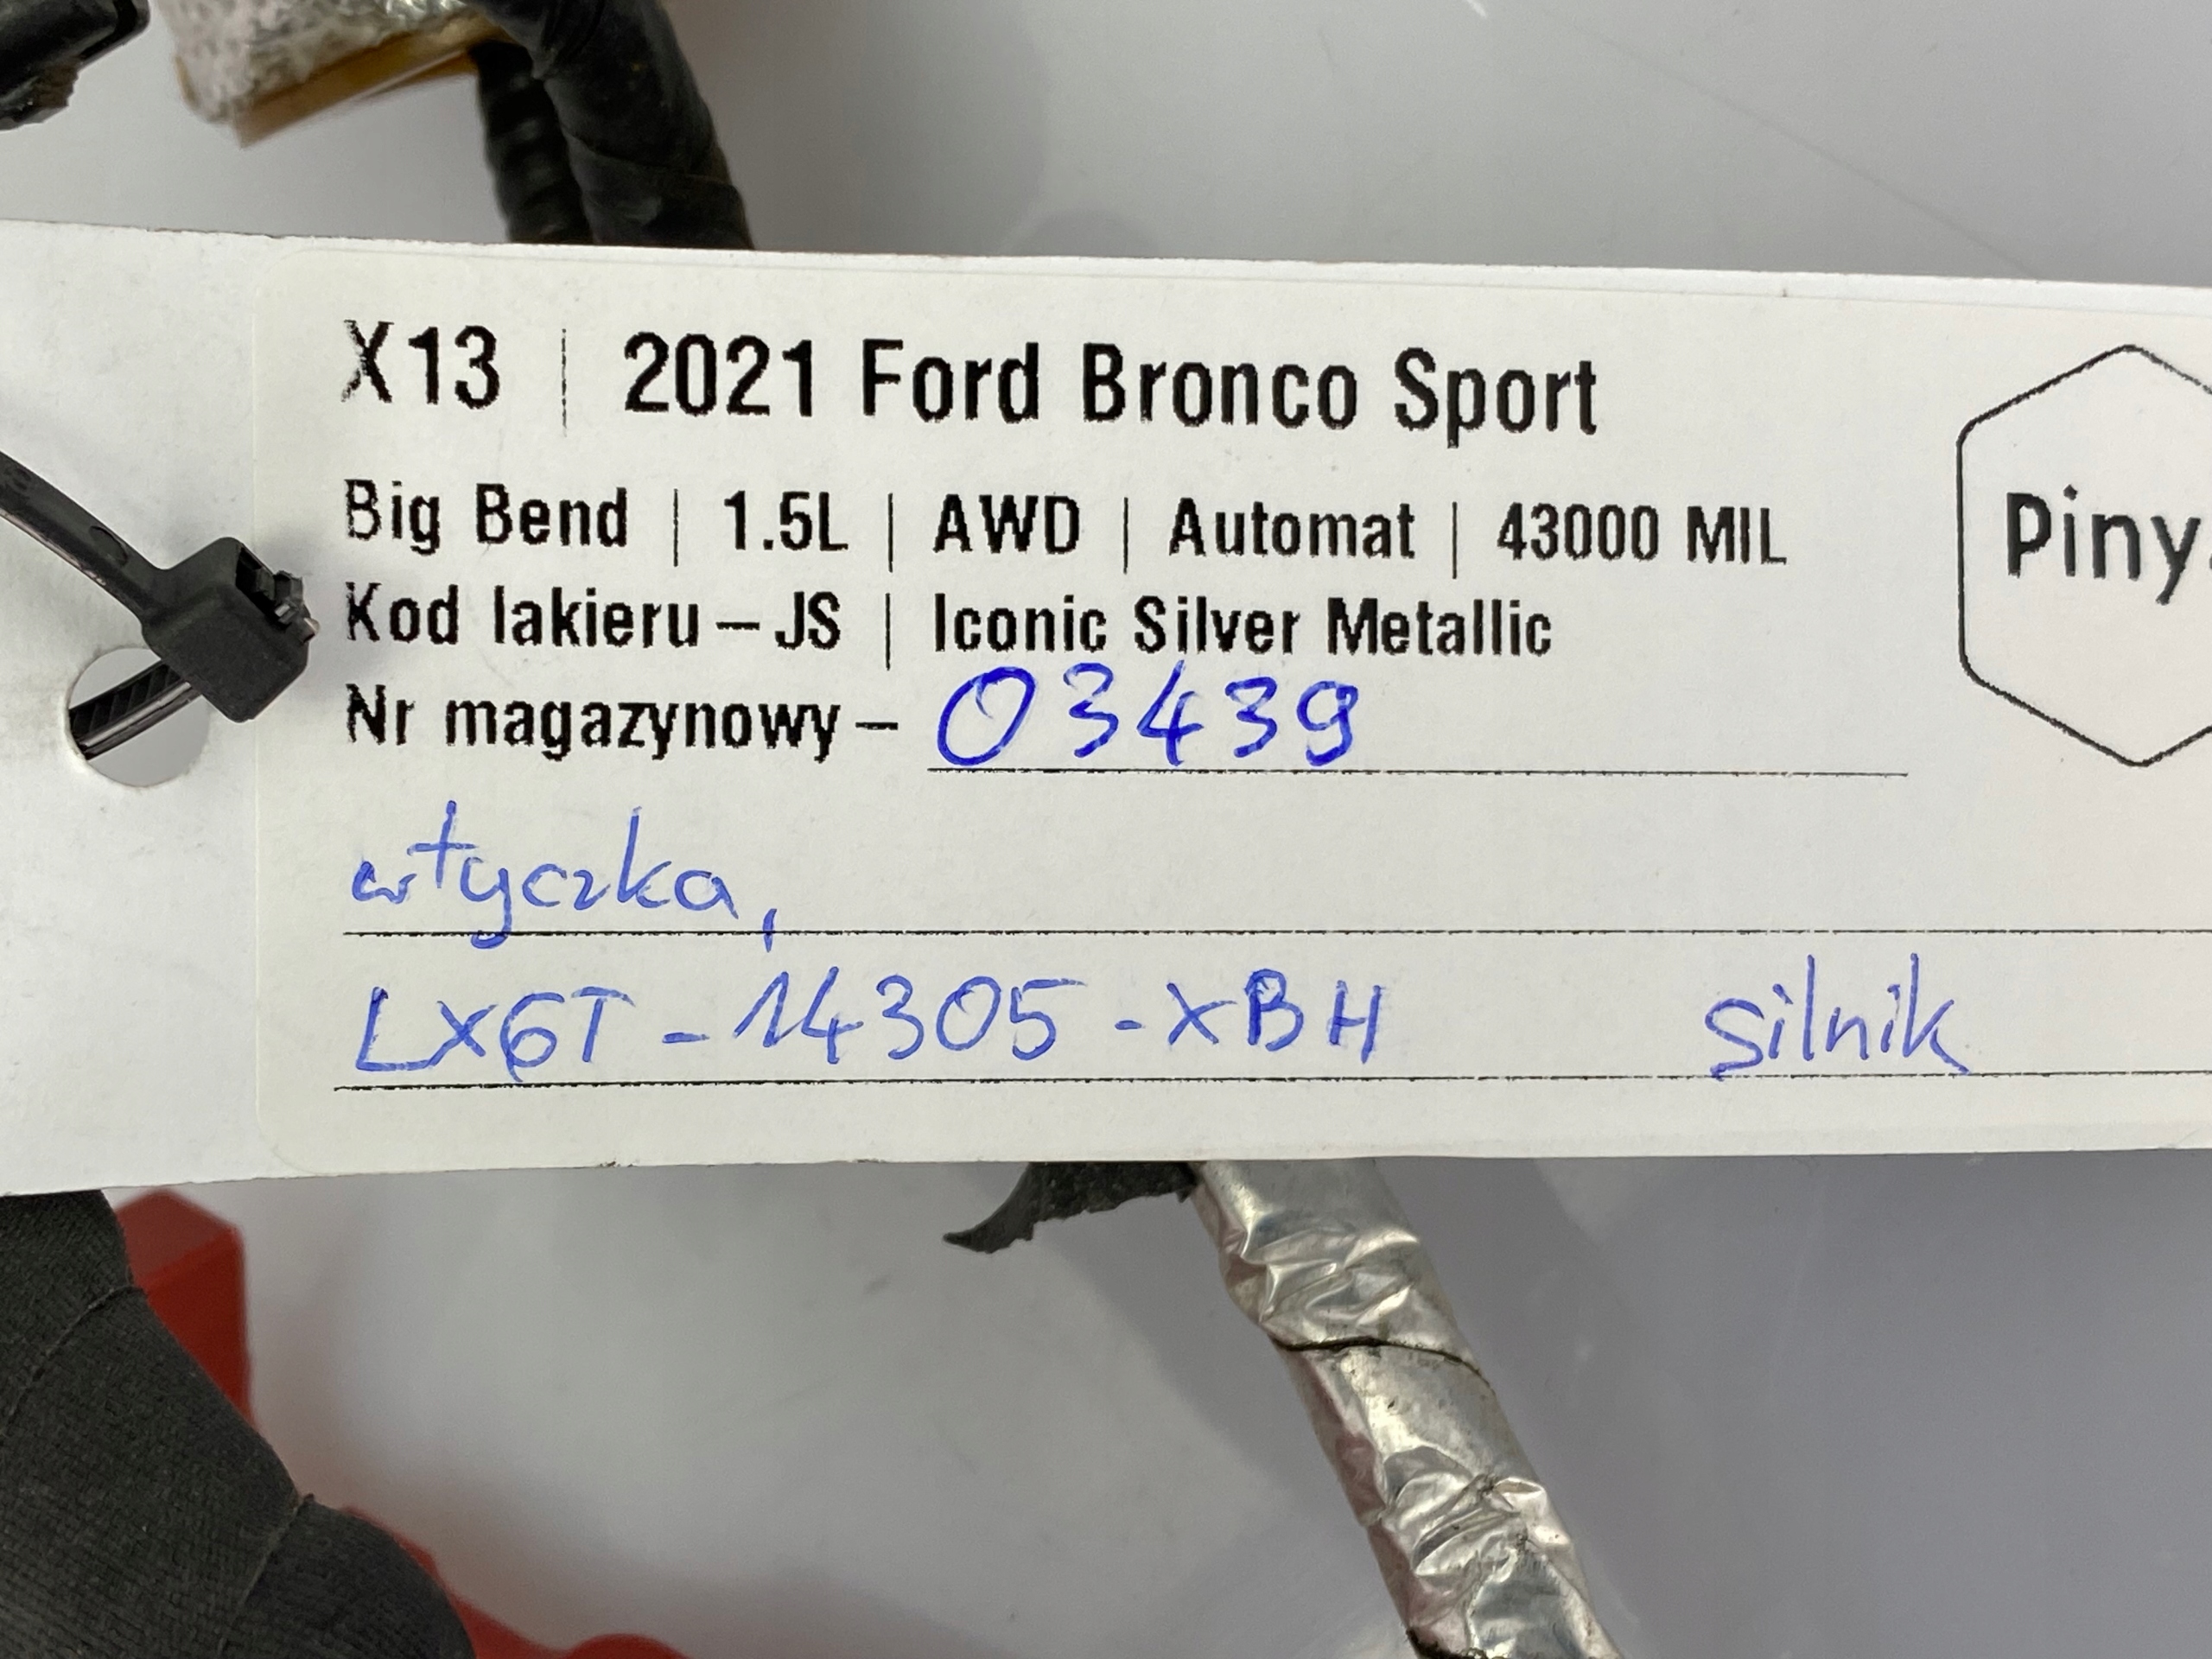 X13 | 2021 Ford Bronco Sport
Big Bend | 1.5L | AWD | Automat | 43000 MIL
Kod lakieru – JS | Iconic Silver Metallic
Nr magazynowy – 03439
Piny
wtyczka,
LX6T - 14305 - XBH silnik